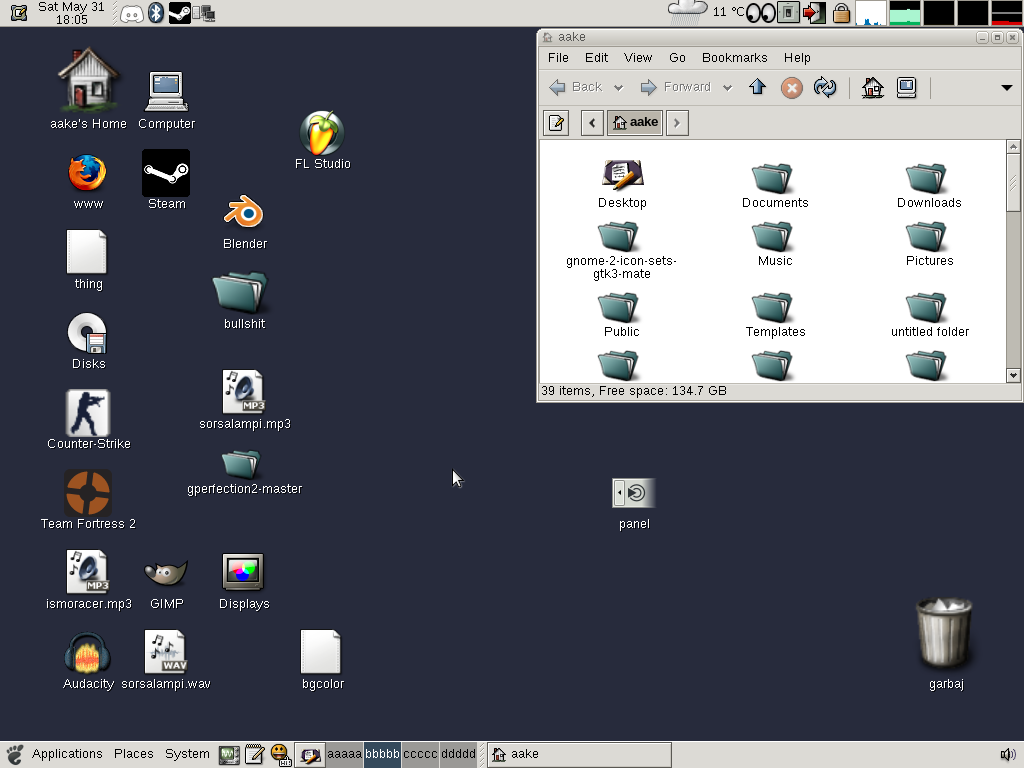 Sat May 31
18:05
11 °C
aake
File Edit View Go Bookmarks Help
Back Forward
aake
Desktop Documents Downloads
gnome-2-icon-sets-
gtk3-mate
Music Pictures
Public Templates untitled folder
39 items, Free space: 134.7 GB
aake's Home Computer
FL Studio
www Steam
Blender
thing
bullshit
Disks
MP3
sorsalampi.mp3
Counter-Strike
gperfection2-master
Team Fortress 2
panel
MP3
ismoracer.mp3 GIMP Displays
WAV
Audacity sorsalampi.wav bgcolor garbaj
Applications Places System HI! aaaaa bbbbb ccccc ddddd aake